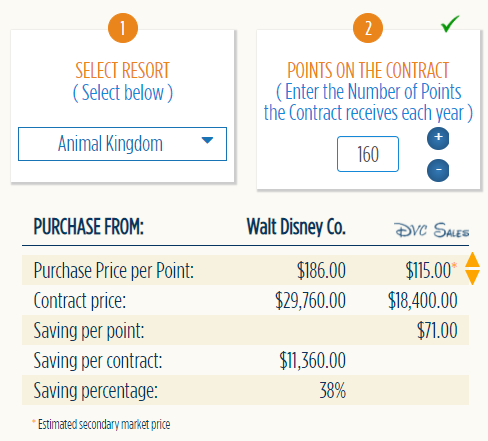 1
SELECT RESORT
( Select below )
Animal Kingdom
2
POINTS ON THE CONTRACT
( Enter the Number of Points
the Contract receives each year )
160
+
-
PURCHASE FROM: Walt Disney Co. DVC SALES
Purchase Price per Point: $186.00 $115.00*
Contract price: $29,760.00 $18,400.00
Saving per point: $71.00
Saving per contract: $11,360.00
Saving percentage: 38%
* Estimated secondary market price